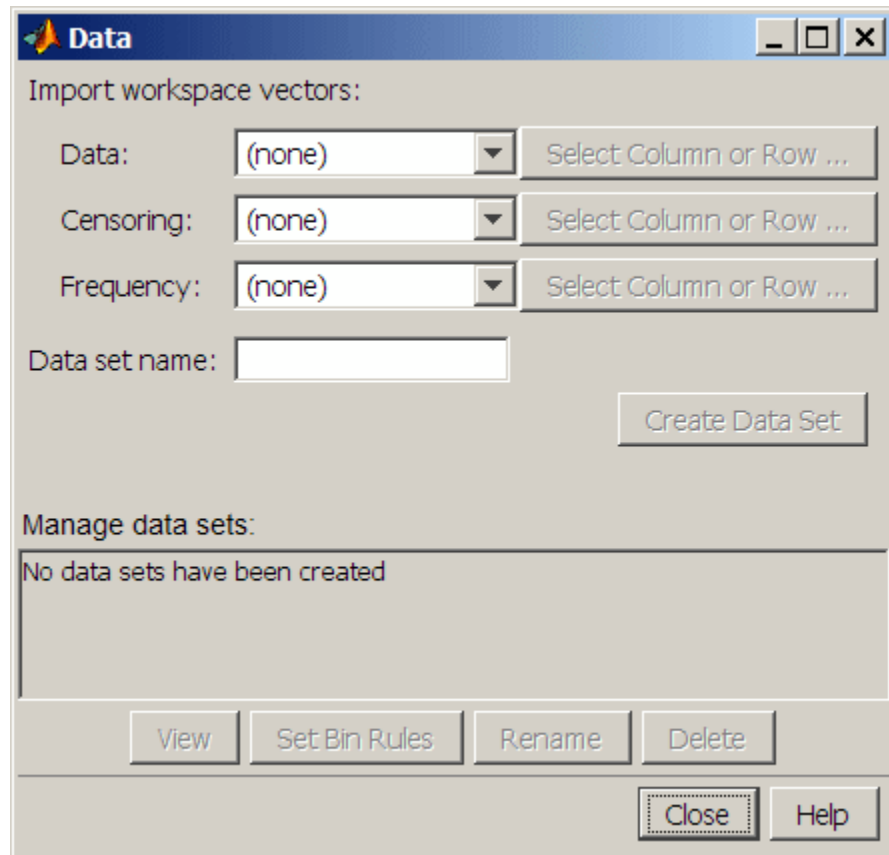 Data
Import workspace vectors:
Data: (none) Select Column or Row ...
Censoring: (none) Select Column or Row ...
Frequency: (none) Select Column or Row ...
Data set name:
Create Data Set
Manage data sets:
No data sets have been created
View Set Bin Rules Rename Delete
Close Help